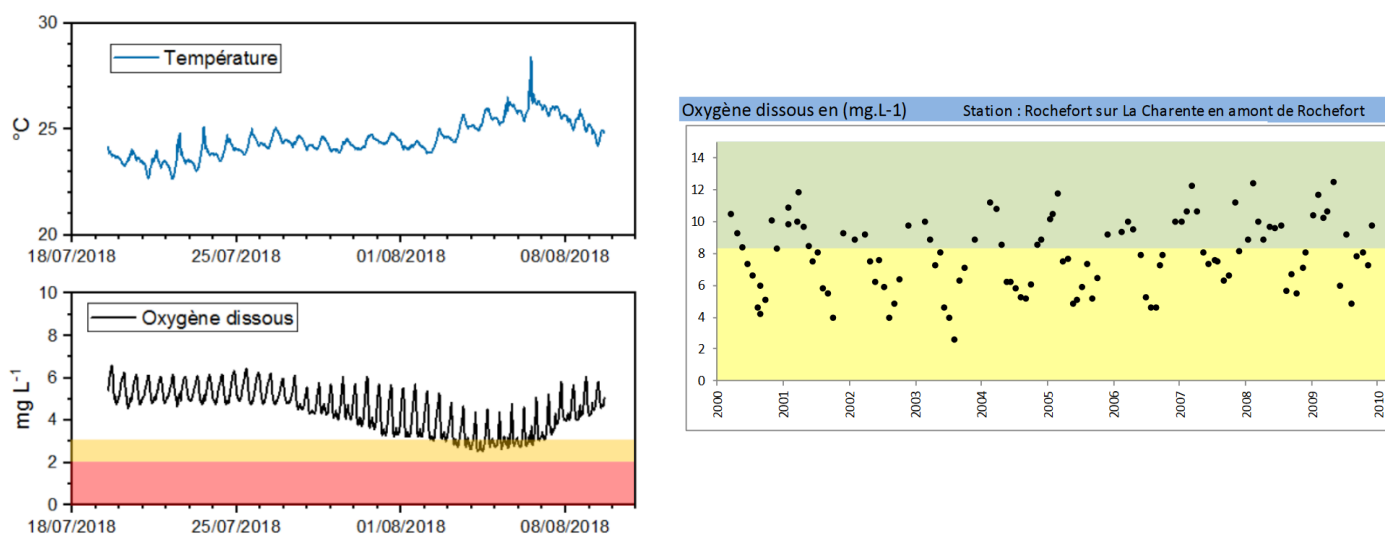 30
Température
°C
25
20
18/07/2018 25/07/2018 01/08/2018 08/08/2018
10
Oxygène dissous
8
6
mg L-1
4
2
0
18/07/2018 25/07/2018 01/08/2018 08/08/2018
Oxygène dissous en (mg.L-1) Station : Rochefort sur La Charente en amont de Rochefort
14
12
10
8
6
4
2
0
2000 2001 2002 2003 2004 2005 2006 2007 2008 2009 2010